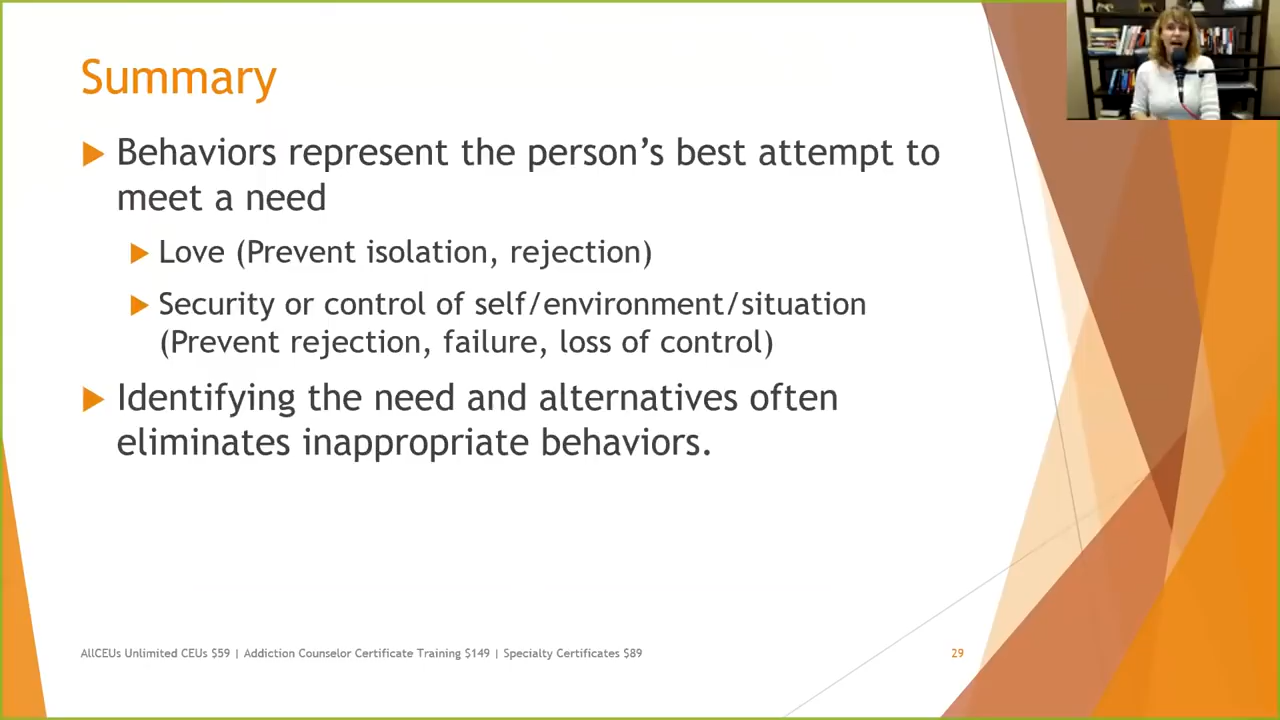 Summary
Behaviors represent the person's best attempt to
meet a need
Love (Prevent isolation, rejection)
Security or control of self/environment/situation
(Prevent rejection, failure, loss of control)
Identifying the need and alternatives often
eliminates inappropriate behaviors.
AllCEUs Unlimited CEUs $59 | Addiction Counselor Certificate Training $149 | Specialty Certificates $89
29